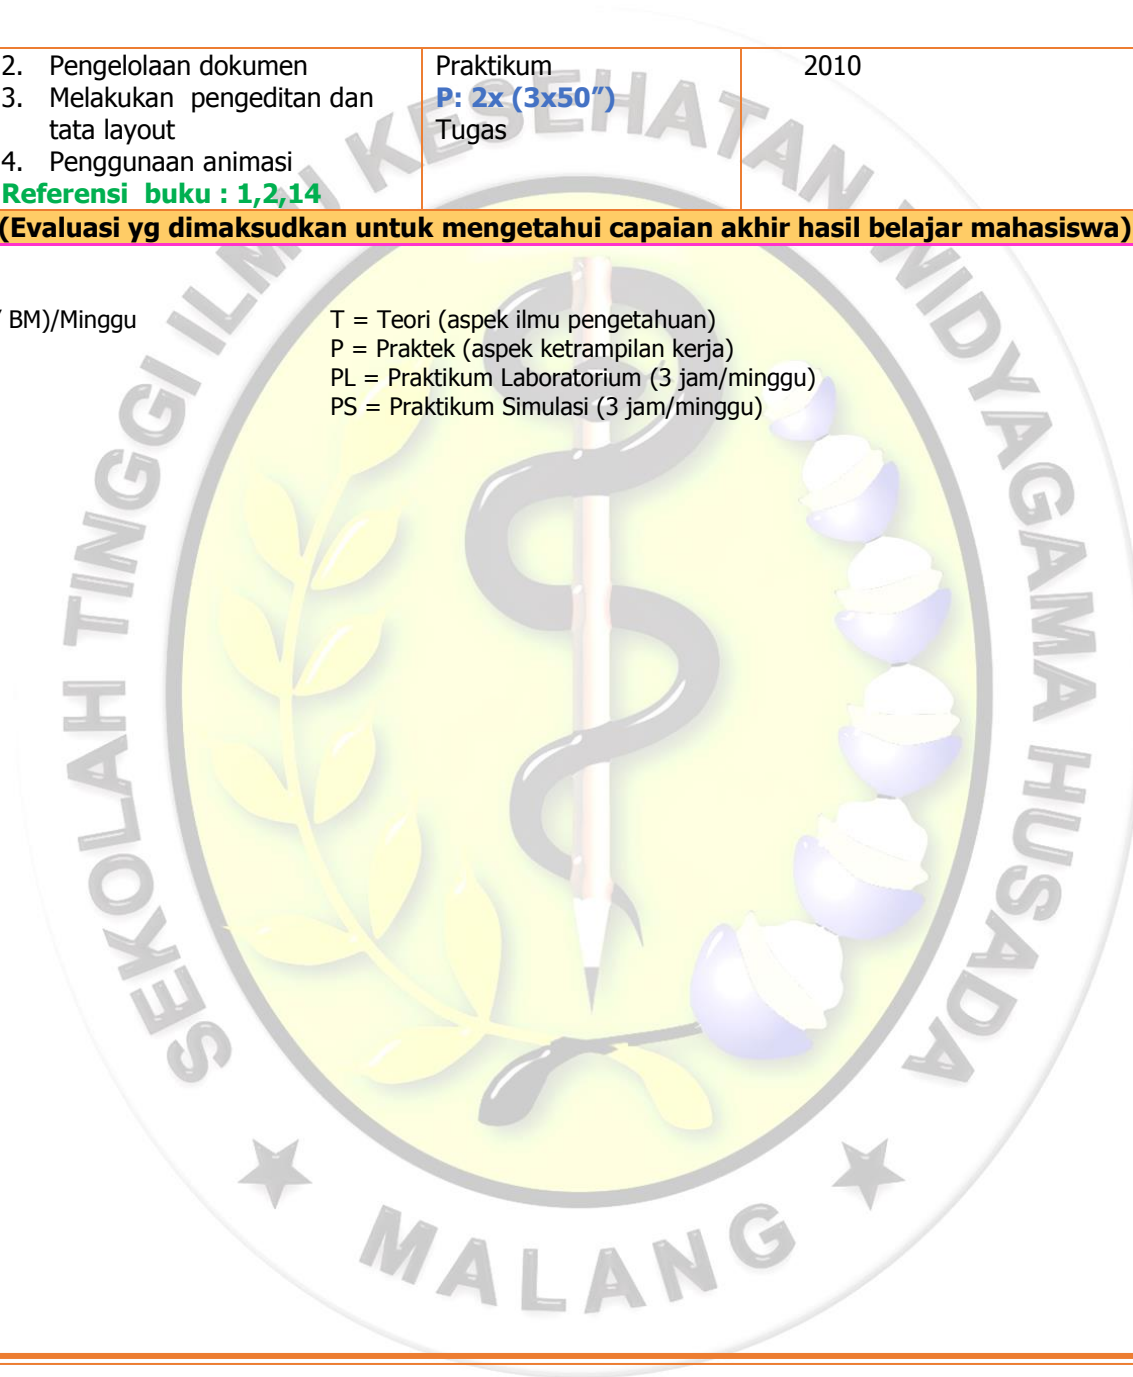 2. Pengelolaan dokumen
3. Melakukan pengeditan dan
tata layout
4. Penggunaan animasi
Referensi buku : 1,2,14
Praktikum
P: 2x (3x50”)
Tugas
2010
(Evaluasi yg dimaksudkan untuk mengetahui capaian akhir hasil belajar mahasiswa)
BM)/Minggu
T = Teori (aspek ilmu pengetahuan)
P = Praktek (aspek ketrampilan kerja)
PL = Praktikum Laboratorium (3 jam/minggu)
PS = Praktikum Simulasi (3 jam/minggu)
SEKOLAH TINGGI ILMU KESEHATAN WIDYAGAMA HUSADA
MALANG